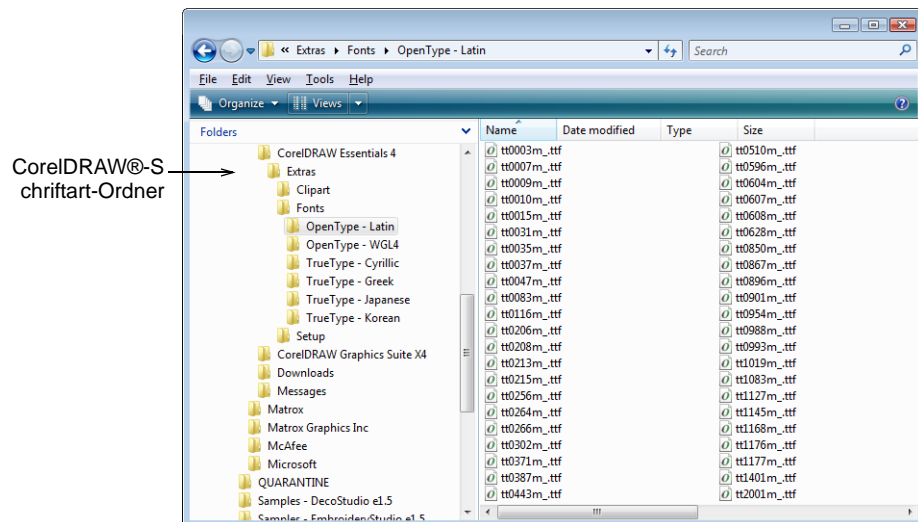 « Extras ▸ Fonts ▸ OpenType - Latin
Search
File Edit View Tools Help
Organize Views
Folders
Name Date modified Type Size
CorelDRAW®-S
chriftart-Ordner
CorelDRAW Essentials 4
Extras
Clipart
Fonts
OpenType - Latin
OpenType - WGL4
TrueType - Cyrillic
TrueType - Greek
TrueType - Japanese
TrueType - Korean
Setup
CorelDRAW Graphics Suite X4
Downloads
Messages
Matrox
Matrox Graphics Inc
McAfee
Microsoft
QUARANTINE
Samples - DecoStudio e1.5
Samples - EmbroideryStudio e1.5
tt0003m_.ttf
tt0007m_.ttf
tt0009m_.ttf
tt0010m_.ttf
tt0015m_.ttf
tt0031m_.ttf
tt0035m_.ttf
tt0037m_.ttf
tt0047m_.ttf
tt0083m_.ttf
tt0116m_.ttf
tt0206m_.ttf
tt0208m_.ttf
tt0213m_.ttf
tt0215m_.ttf
tt0256m_.ttf
tt0264m_.ttf
tt0266m_.ttf
tt0302m_.ttf
tt0371m_.ttf
tt0387m_.ttf
tt0443m_.ttf
tt0510m_.ttf
tt0596m_.ttf
tt0604m_.ttf
tt0607m_.ttf
tt0608m_.ttf
tt0628m_.ttf
tt0850m_.ttf
tt0867m_.ttf
tt0896m_.ttf
tt0901m_.ttf
tt0954m_.ttf
tt0988m_.ttf
tt0993m_.ttf
tt1019m_.ttf
tt1083m_.ttf
tt1127m_.ttf
tt1145m_.ttf
tt1168m_.ttf
tt1176m_.ttf
tt1177m_.ttf
tt1401m_.ttf
tt2001m_.ttf